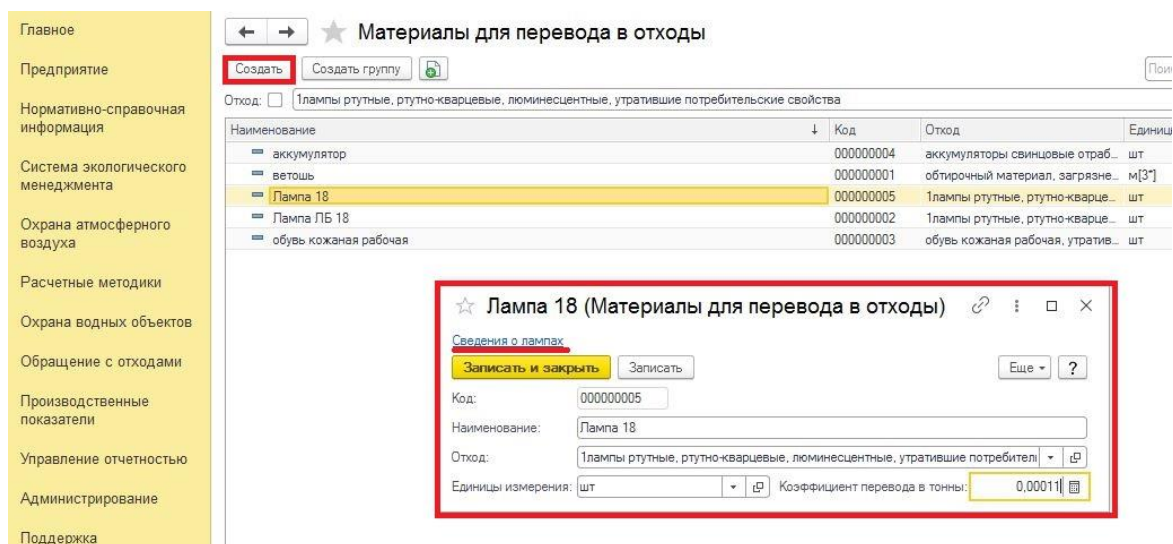 Главное
Предприятие
Нормативно-справочная
информация
Система экологического
менеджмента
Охрана атмосферного
воздуха
Расчетные методики
Охрана водных объектов
Обращение с отходами
Производственные
показатели
Управление отчетностью
Администрирование
Поддержка
Материалы для перевода в отходы
Создать Создать группу
Отход: 1лампы ртутные, ртутно-кварцевые, люминесцентные, утратившие потребительские свойства
Наименование ↓ Код Отход
аккумулятор 000000004 аккумуляторы свинцовые отраб... шт
ветошь 000000001 обтирочный материал, загрязне... м[3*]
Лампа 18 000000005 1лампы ртутные, ртутно-кварце... шт
Лампа ЛБ 18 000000002 1лампы ртутные, ртутно-кварце... шт
обувь кожаная рабочая 000000003 обувь кожаная рабочая, утратив... шт
Лампа 18 (Материалы для перевода в отходы)
Сведения о лампах
Записать и закрыть Записать Еще ?
Код: 000000005
Наименование: Лампа 18
Отход: 1лампы ртутные, ртутно-кварцевые, люминесцентные, утратившие потребител
Единицы измерения: шт Коэффициент перевода в тонны: 0,00011